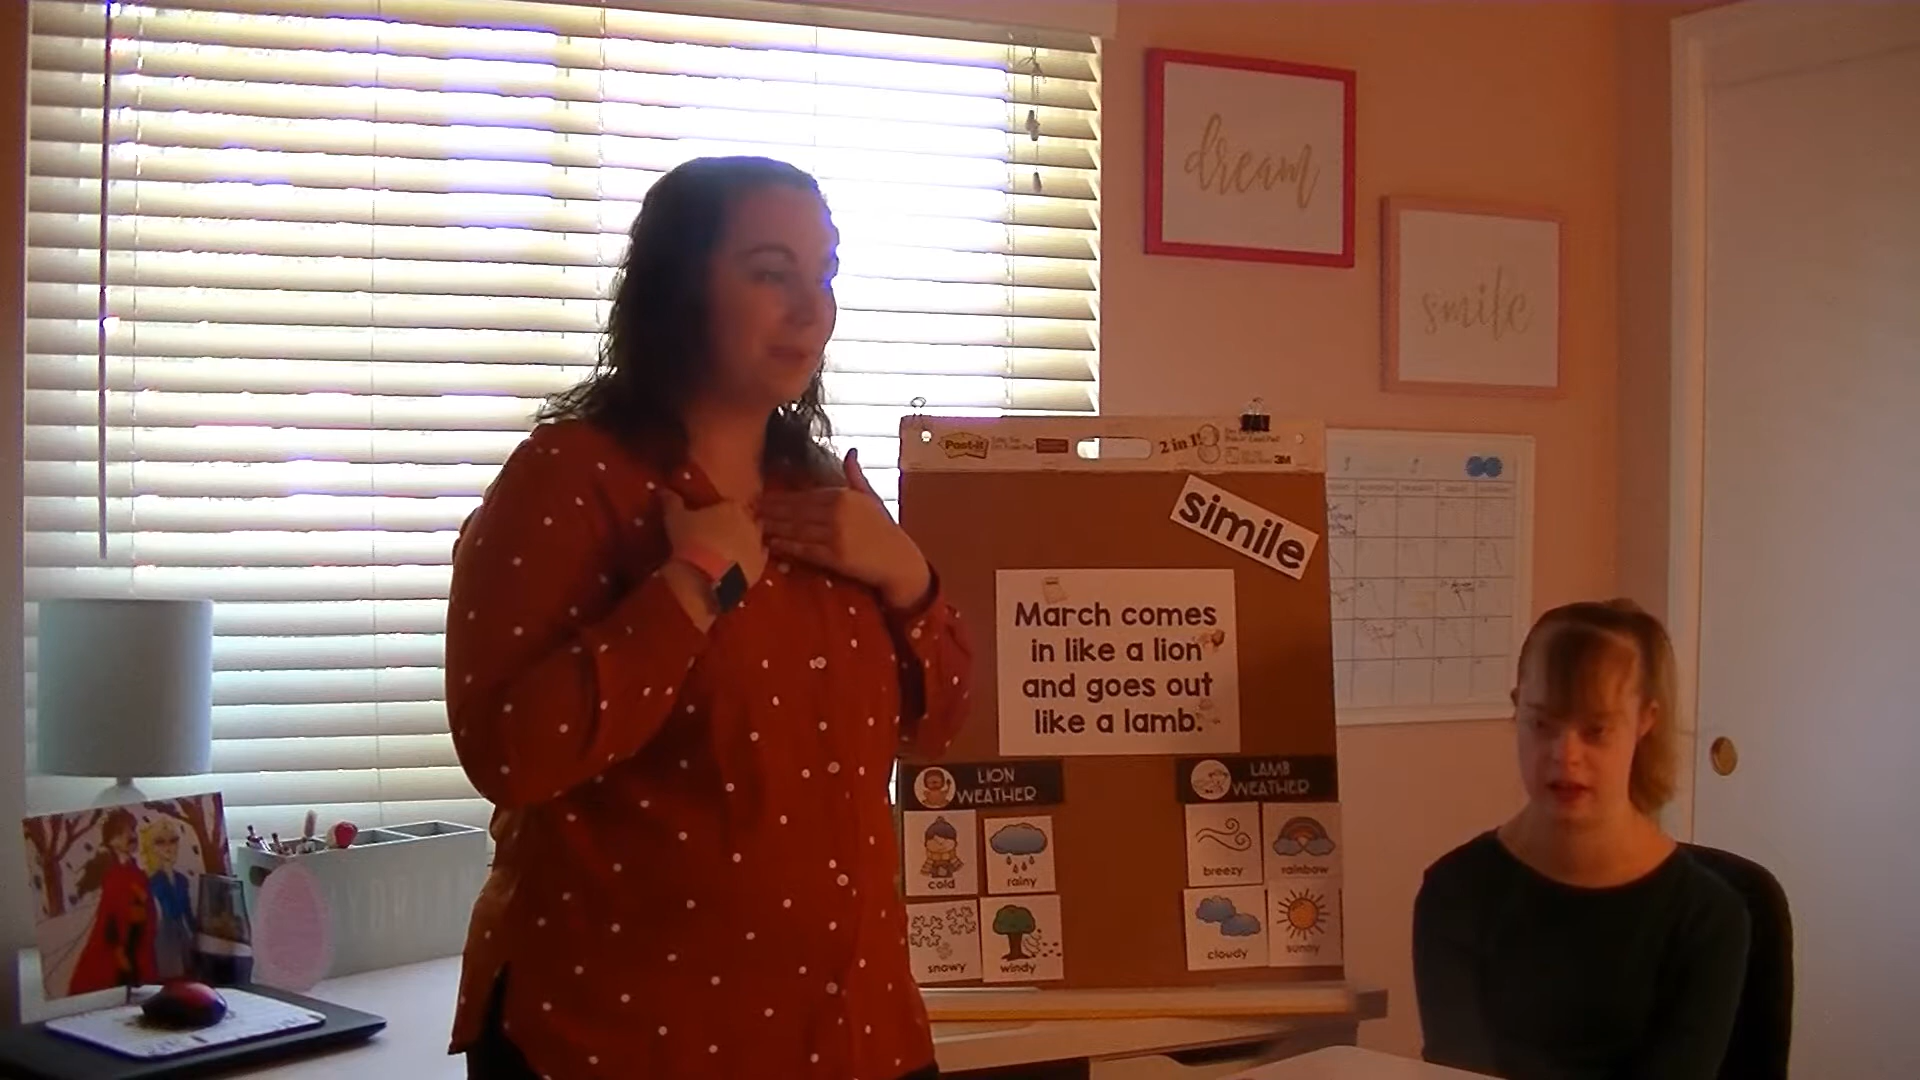 dream
smile
Post-it
2 in 1!
3M
simile
March comes
in like a lion
and goes out
like a lamb.
LION
WEATHER
cold
rainy
snowy
windy
LAMB
WEATHER
breezy
rainbow
cloudy
sunny